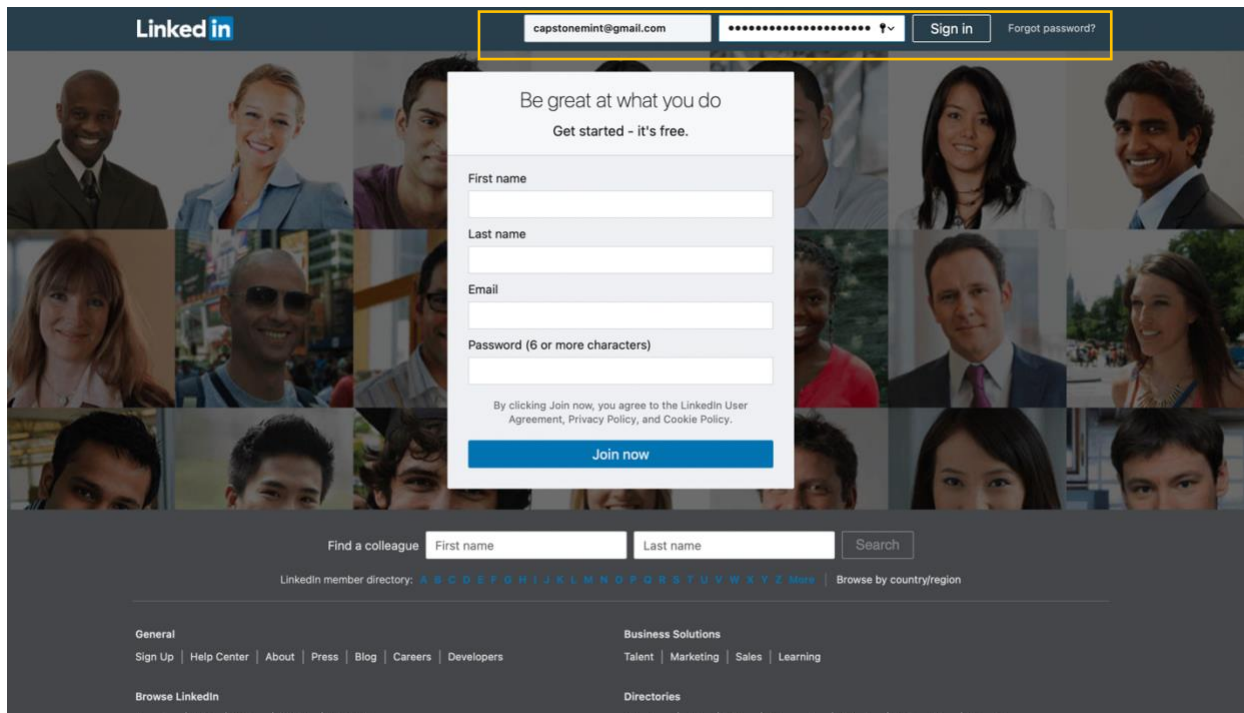 Linked in
capstonemint@gmail.com ••••••••••••••••••••• Sign in Forgot password?
Be great at what you do
Get started - it's free.
First name
Last name
Email
Password (6 or more characters)
By clicking Join now, you agree to the LinkedIn User
Agreement, Privacy Policy, and Cookie Policy.
Join now
Find a colleague First name Last name Search
LinkedIn member directory: A B C D E F G H I J K L M N O P Q R S T U V W X Y Z More | Browse by country/region
General
Sign Up | Help Center | About | Press | Blog | Careers | Developers
Business Solutions
Talent | Marketing | Sales | Learning
Browse LinkedIn
Directories